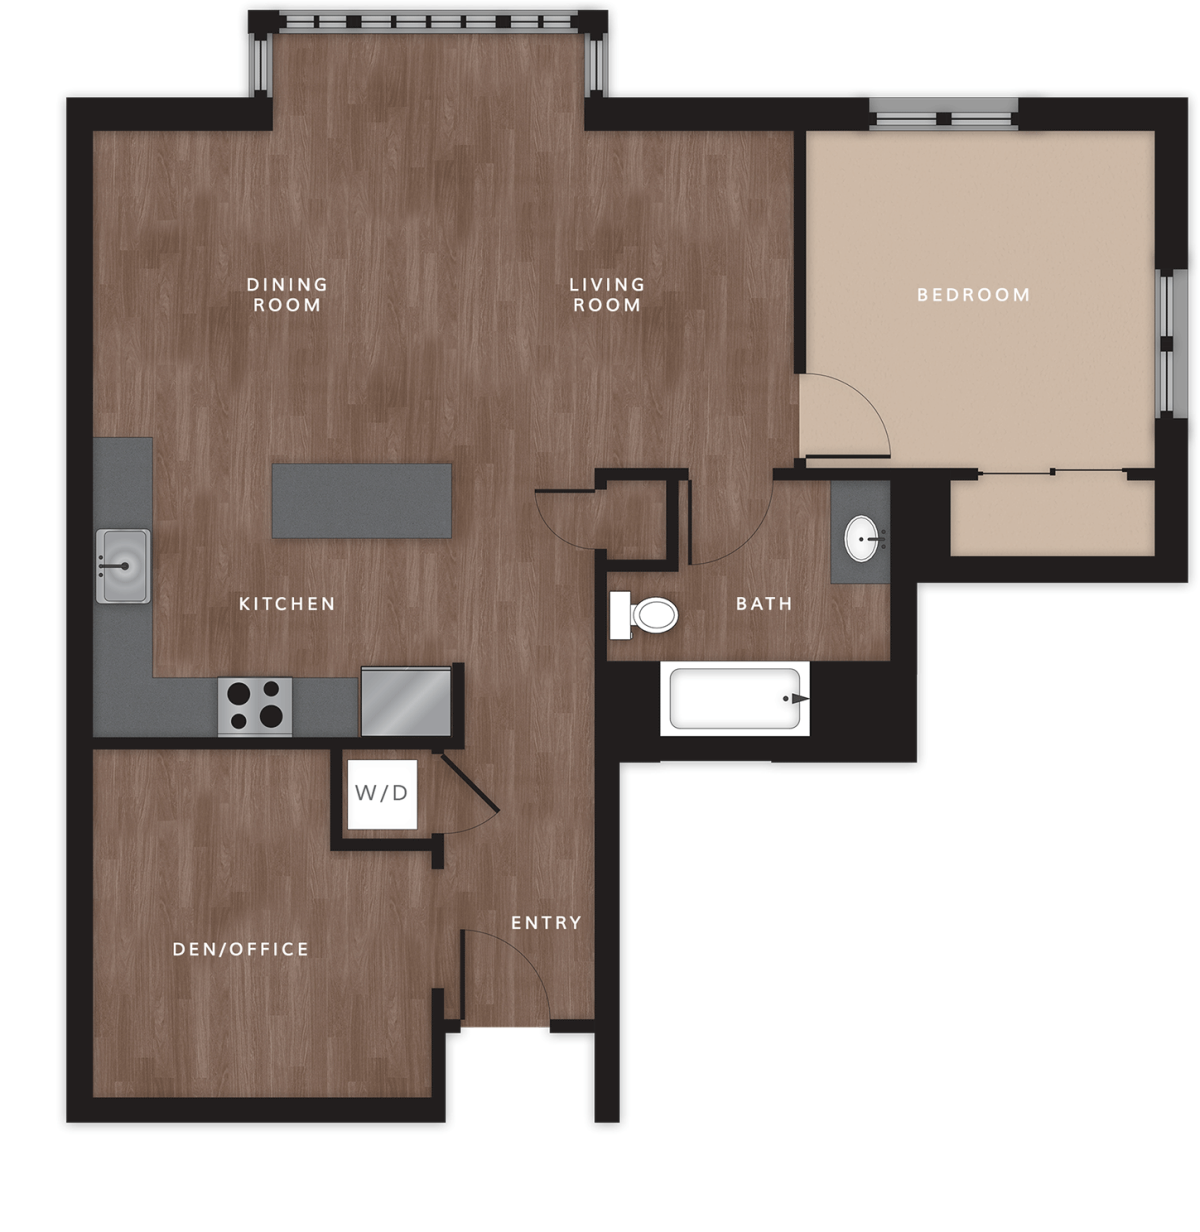 DINING
ROOM
LIVING
ROOM
BEDROOM
KITCHEN
BATH
W/D
ENTRY
DEN/OFFICE